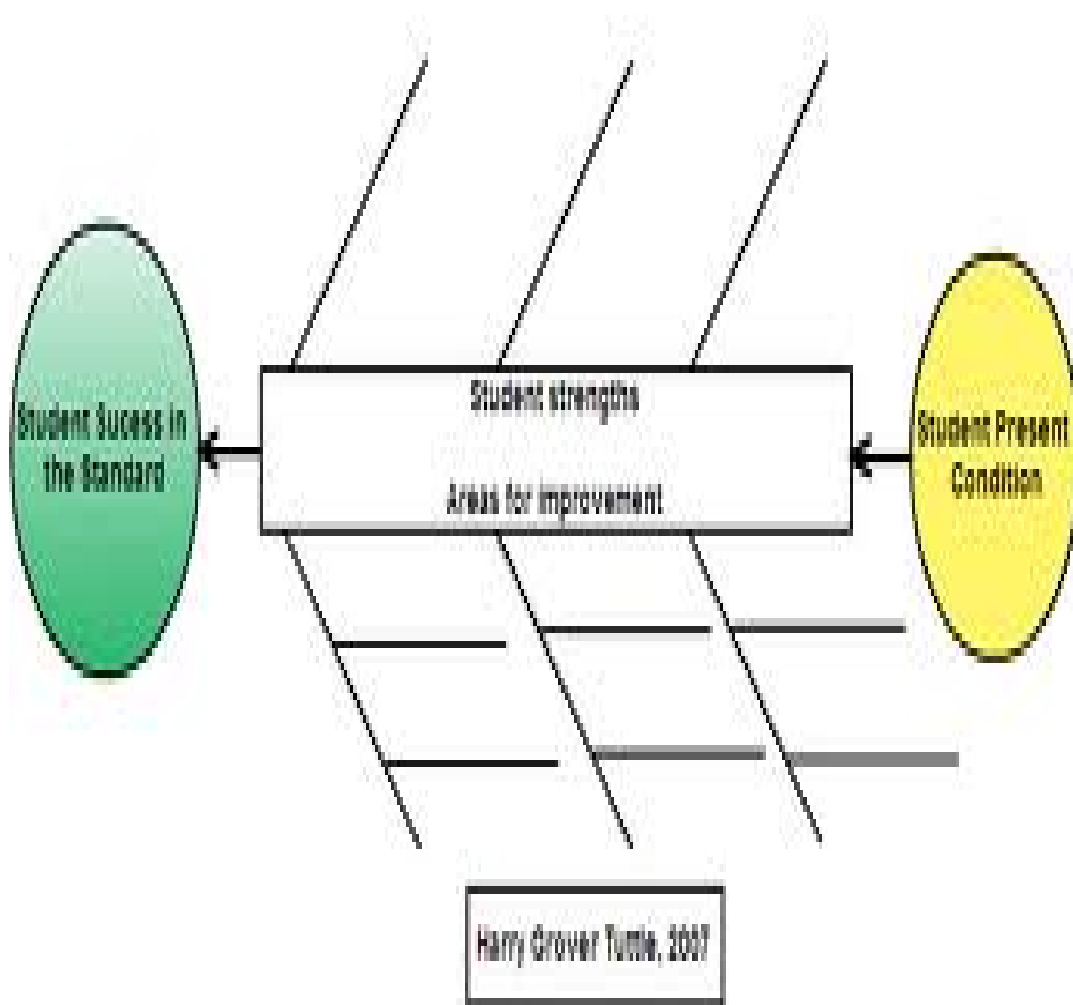 Student strengths
Student Sucess in
the Standard
Student Present
Condition
Areas for improvement
Harry Grover Tuttle, 2007